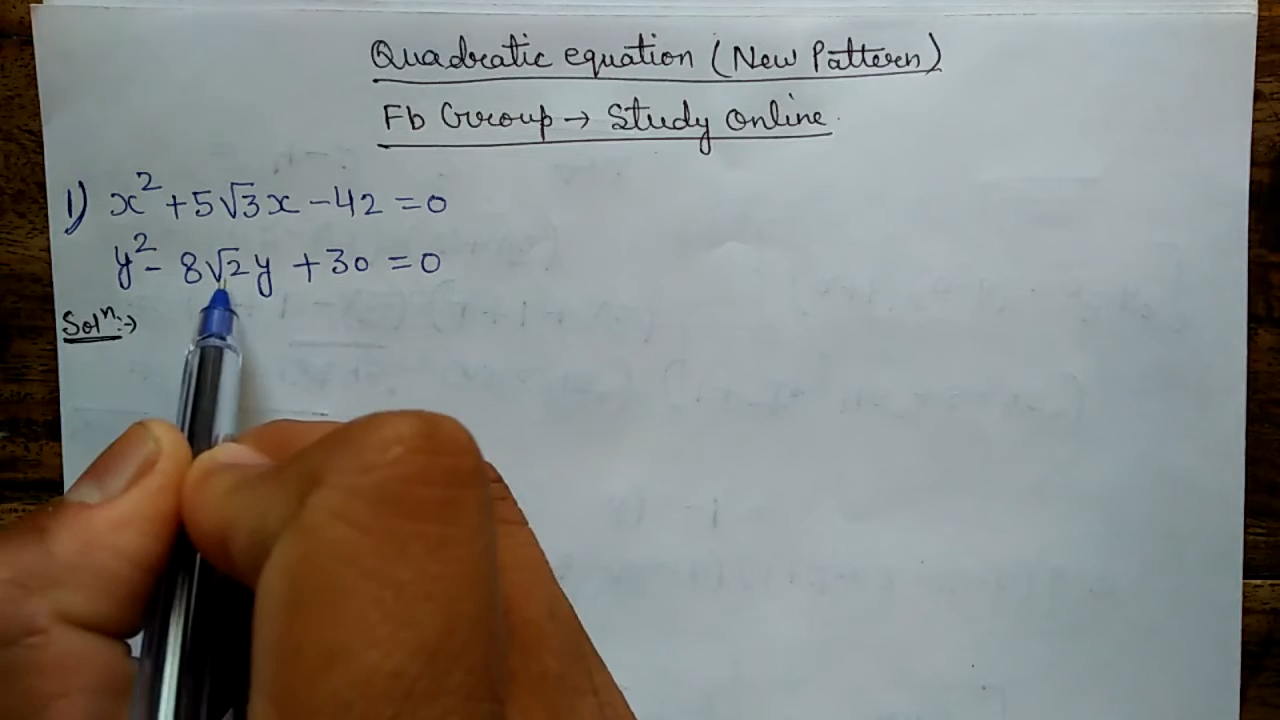 Quadratic equation (New Pattern)
Fb Group → Study Online
1) x² + 5√3x - 42 = 0
y² - 8√2y + 30 = 0
Solⁿ:→